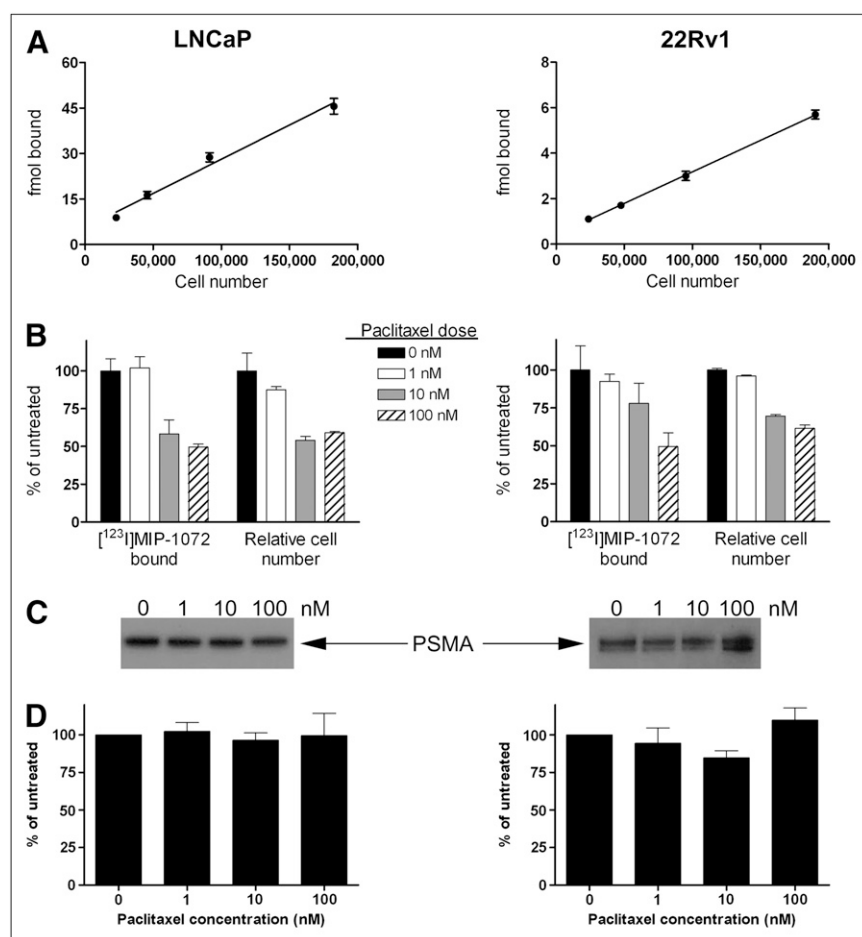 LNCaP
22Rv1
A
60
45
30
15
0
fmol bound
0 50,000 100,000 150,000 200,000
Cell number
8
6
4
2
0
fmol bound
0 50,000 100,000 150,000 200,000
Cell number
B
100
75
50
25
0
% of untreated
[¹²³I]MIP-1072 bound
Relative cell number
Paclitaxel dose
0 nM
1 nM
10 nM
100 nM
100
75
50
25
0
% of untreated
[¹²³I]MIP-1072 bound
Relative cell number
C
0 1 10 100 nM
PSMA
0 1 10 100 nM
D
100
75
50
25
0
% of untreated
0 1 10 100
Paclitaxel concentration (nM)
100
75
50
25
0
% of untreated
0 1 10 100
Paclitaxel concentration (nM)